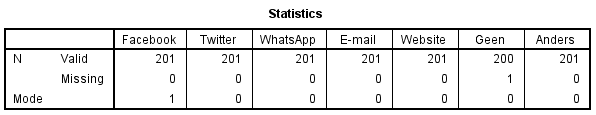 Statistics
Facebook Twitter WhatsApp E-mail Website Geen Anders
N Valid 201 201 201 201 201 200 201
Missing 0 0 0 0 0 1 0
Mode 1 0 0 0 0 0 0